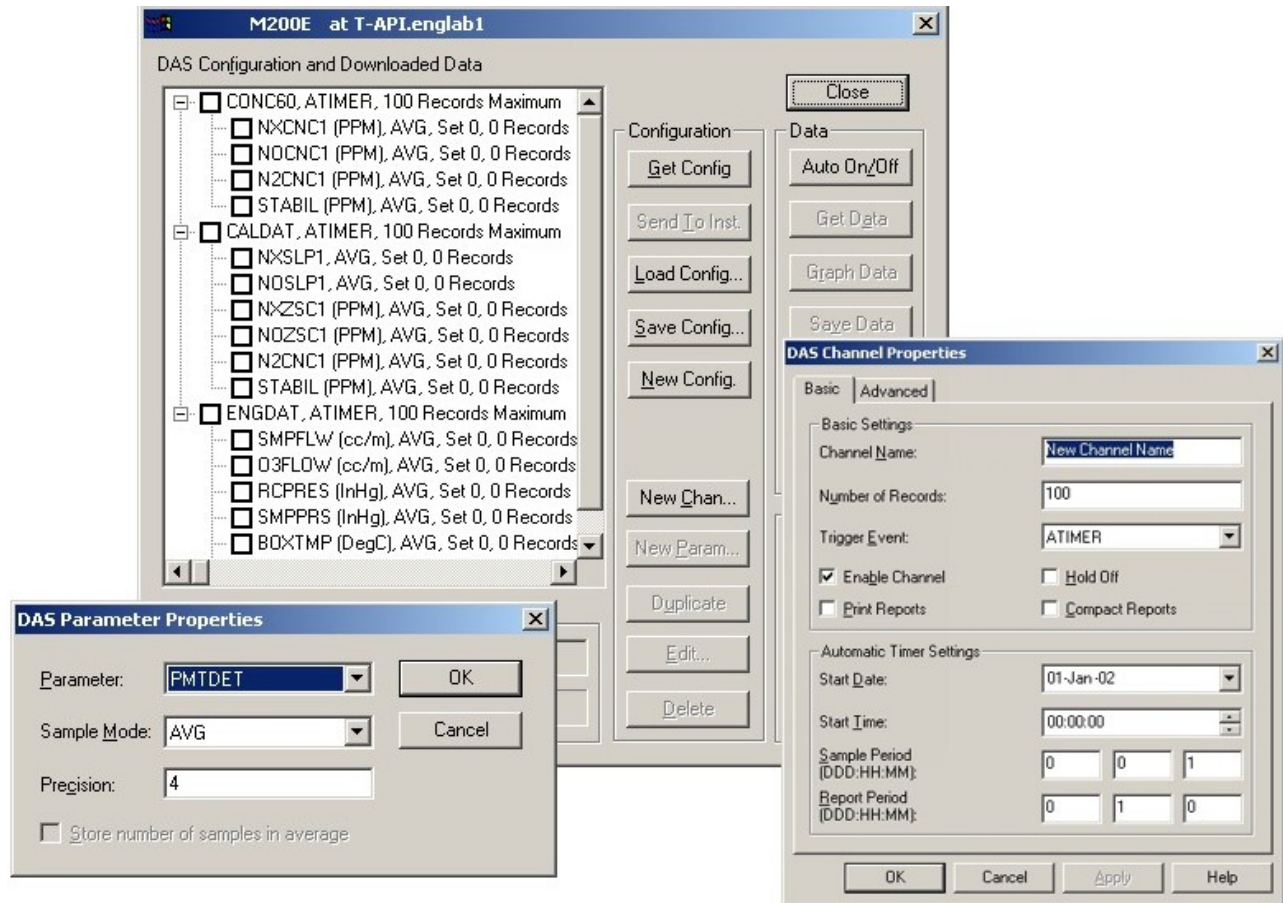 M200E at T-API.englab1
DAS Configuration and Downloaded Data
CONC60, ATIMER, 100 Records Maximum
NXCNC1 (PPM), AVG, Set 0, 0 Records
NOCNC1 (PPM), AVG, Set 0, 0 Records
N2CNC1 (PPM), AVG, Set 0, 0 Records
STABIL (PPM), AVG, Set 0, 0 Records
CALDAT, ATIMER, 100 Records Maximum
NXSLP1, AVG, Set 0, 0 Records
NOSLP1, AVG, Set 0, 0 Records
NXZSC1 (PPM), AVG, Set 0, 0 Records
NOZSC1 (PPM), AVG, Set 0, 0 Records
N2CNC1 (PPM), AVG, Set 0, 0 Records
STABIL (PPM), AVG, Set 0, 0 Records
ENGDAT, ATIMER, 100 Records Maximum
SMPFLW (cc/m), AVG, Set 0, 0 Records
O3FLOW (cc/m), AVG, Set 0, 0 Records
RCPRES (InHg), AVG, Set 0, 0 Records
SMPPRS (InHg), AVG, Set 0, 0 Records
BOXTMP (DegC), AVG, Set 0, 0 Records
Close
Configuration
Get Config
Send To Inst.
Load Config...
Save Config...
New Config.
New Chan...
New Param...
Duplicate
Edit...
Delete
Data
Auto On/Off
Get Data
Graph Data
Save Data
DAS Parameter Properties
Parameter: PMTDET
Sample Mode: AVG
Precision: 4
Store number of samples in average
OK
Cancel
DAS Channel Properties
Basic Advanced
Basic Settings
Channel Name: New Channel Name
Number of Records: 100
Trigger Event: ATIMER
Enable Channel Hold Off
Print Reports Compact Reports
Automatic Timer Settings
Start Date: 01-Jan-02
Start Time: 00:00:00
Sample Period
(DDD:HH:MM): 0 0 1
Report Period
(DDD:HH:MM): 0 1 0
OK Cancel Apply Help